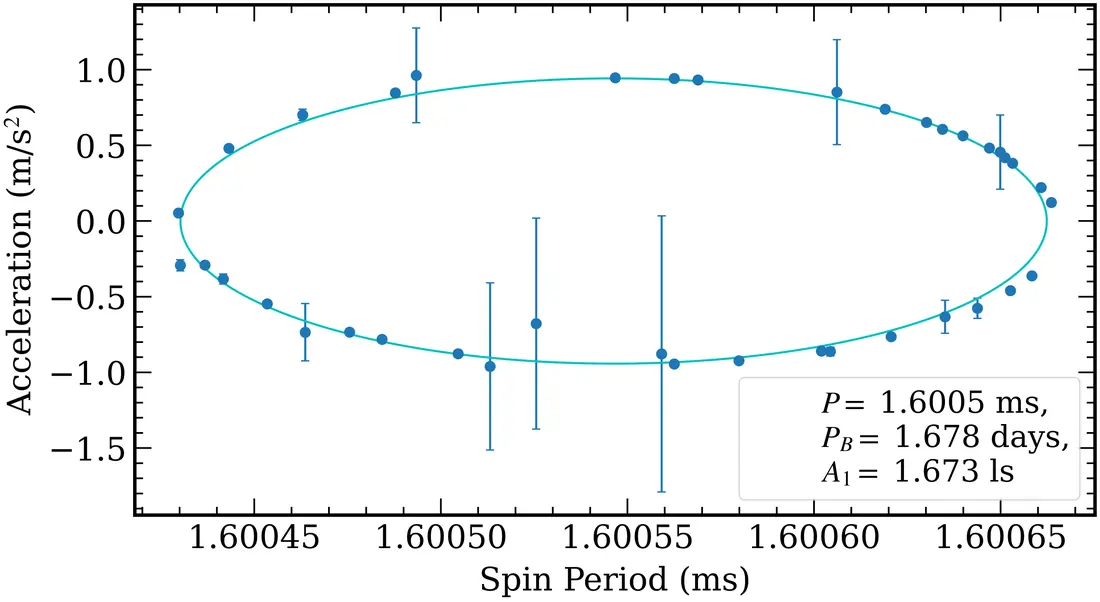 Acceleration (m/s²)
1.0
0.5
0.0
−0.5
−1.0
−1.5
P = 1.6005 ms,
P_B = 1.678 days,
A_1 = 1.673 ls
1.60045 1.60050 1.60055 1.60060 1.60065
Spin Period (ms)